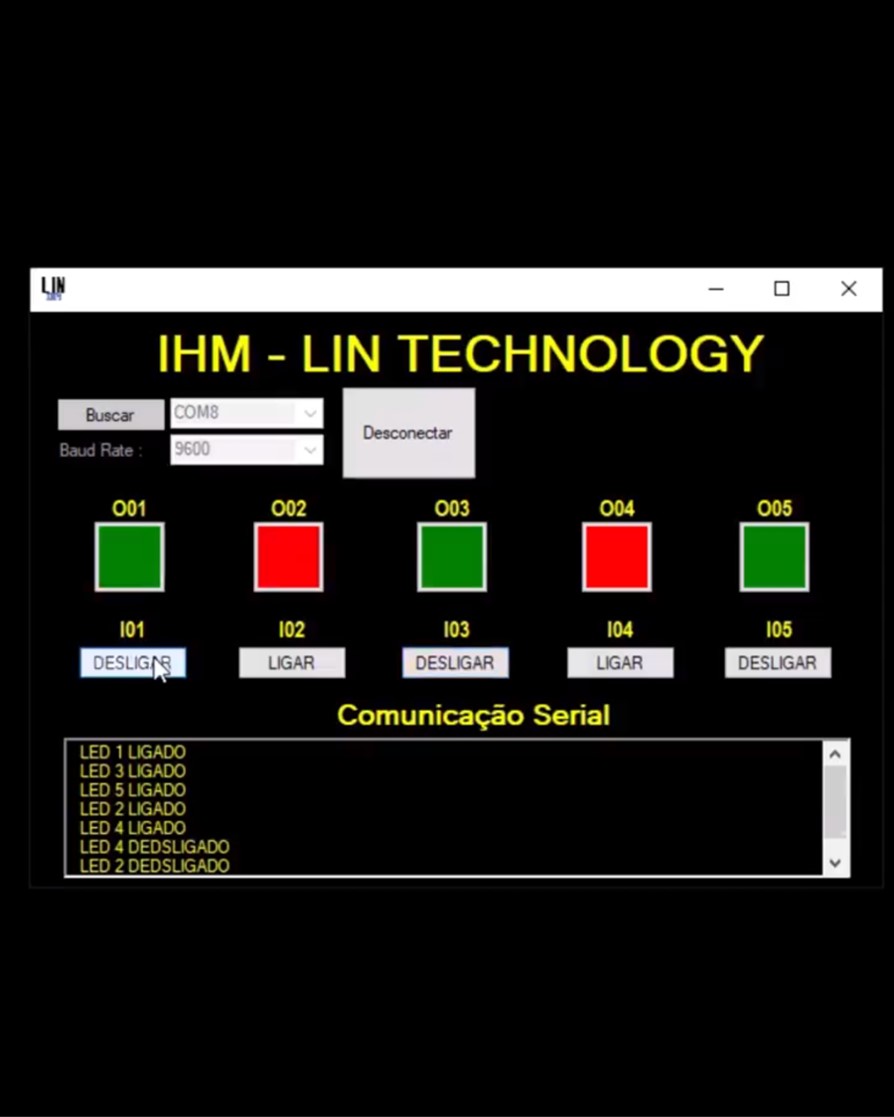 LIN
IHM - LIN TECHNOLOGY
Buscar COM8
Desconectar
Baud Rate : 9600
O01 O02 O03 O04 O05
I01 I02 I03 I04 I05
DESLIGAR LIGAR DESLIGAR LIGAR DESLIGAR
Comunicação Serial
LED 1 LIGADO
LED 3 LIGADO
LED 5 LIGADO
LED 2 LIGADO
LED 4 LIGADO
LED 4 DEDSLIGADO
LED 2 DEDSLIGADO